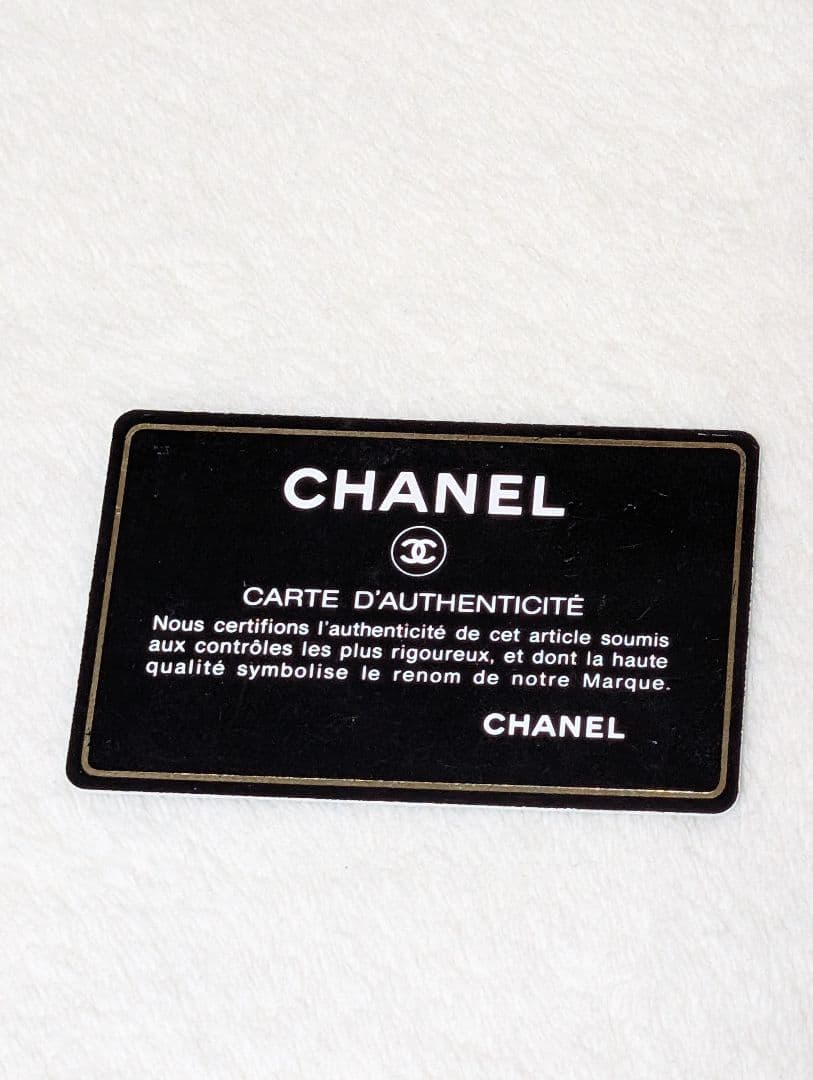 CHANEL
CARTE D'AUTHENTICITÉ
Nous certifions l'authenticité de cet article soumis
aux contrôles les plus rigoureux, et dont la haute
qualité symbolise le renom de notre Marque.
CHANEL